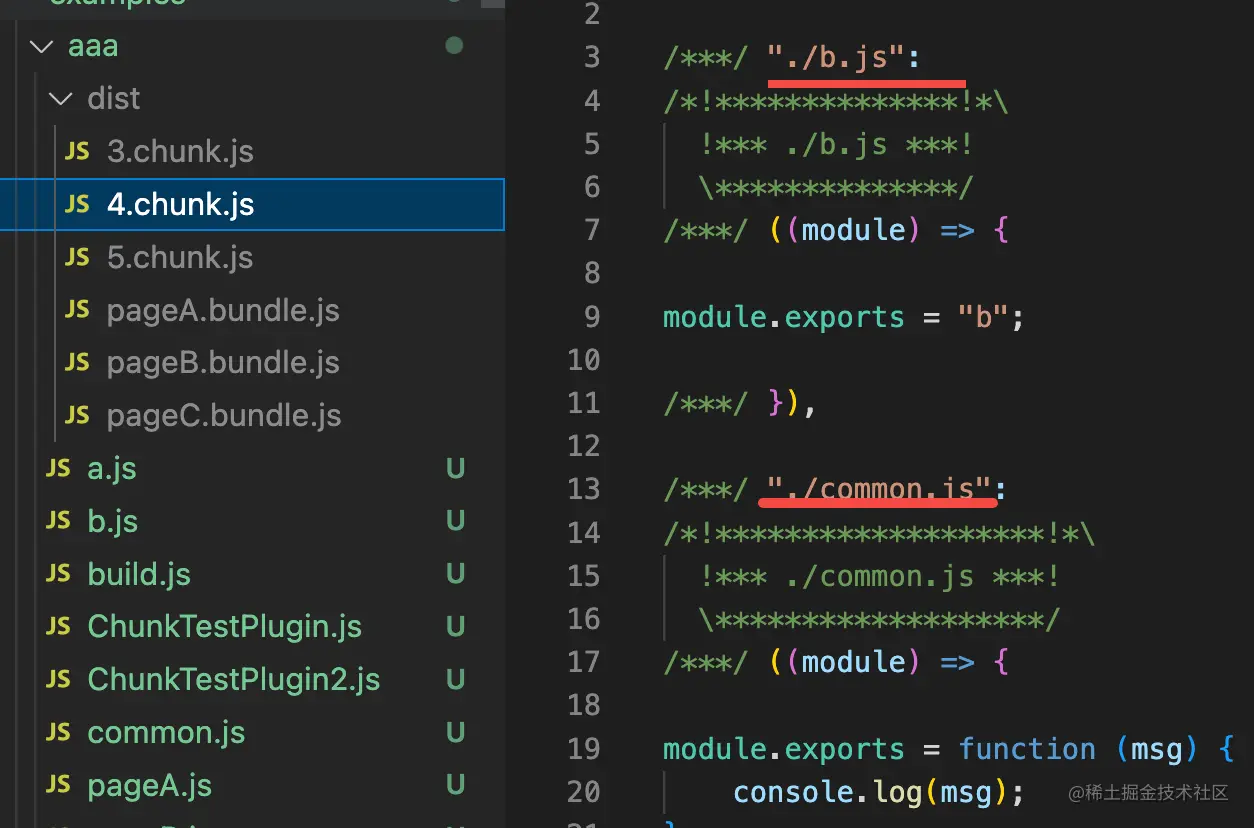 examples
aaa
dist
JS 3.chunk.js
JS 4.chunk.js
JS 5.chunk.js
JS pageA.bundle.js
JS pageB.bundle.js
JS pageC.bundle.js
JS a.js U
JS b.js U
JS build.js U
JS ChunkTestPlugin.js U
JS ChunkTestPlugin2.js U
JS common.js U
JS pageA.js U
2
3 /***/ "./b.js":
4 /*!**************!*\
5 !*** ./b.js ***!
6 \**************/
7 /***/ ((module) => {
8
9 module.exports = "b";
10
11 /***/ }),
12
13 /***/ "./common.js":
14 /*!*******************!*\
15 !*** ./common.js ***!
16 \*******************/
17 /***/ ((module) => {
18
19 module.exports = function (msg) {
20 console.log(msg);
@稀土掘金技术社区